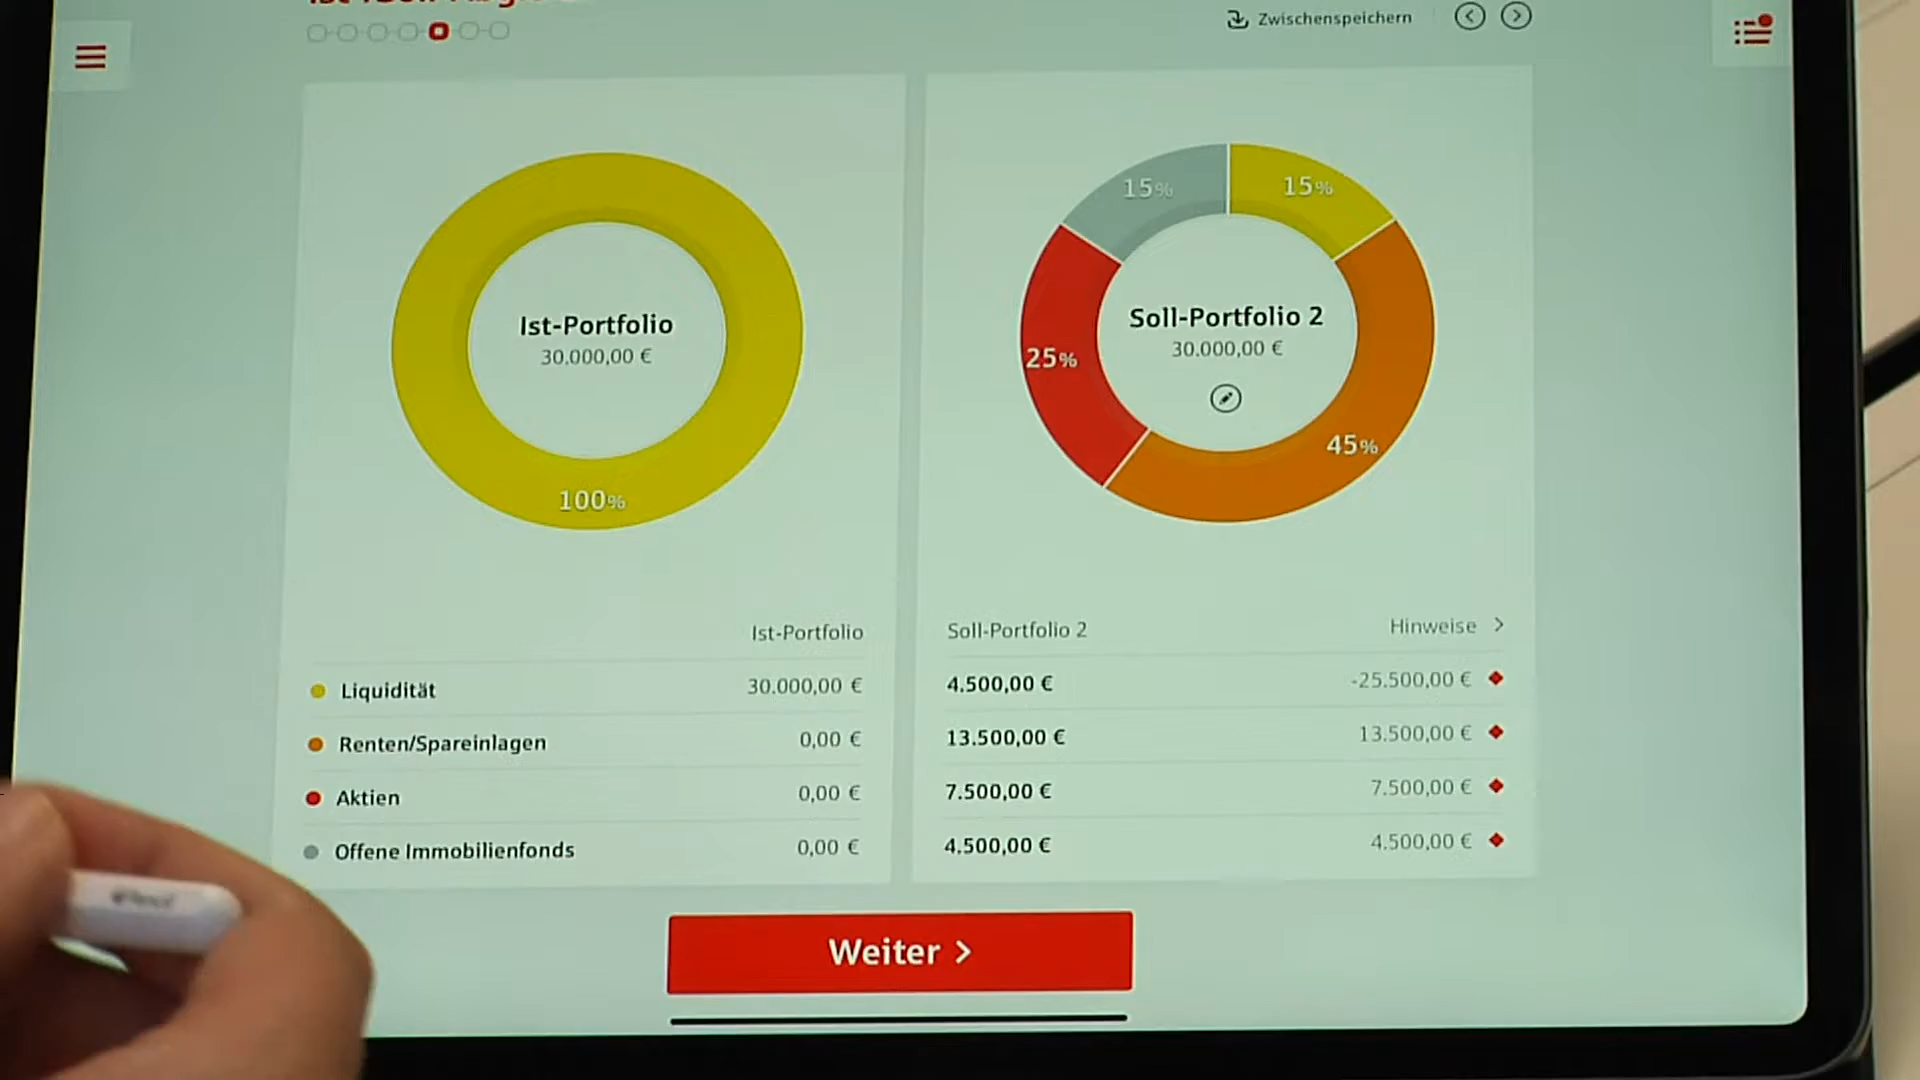 Zwischenspeichern
15%
15%
25%
45%
Ist-Portfolio
30.000,00 €
100%
Soll-Portfolio 2
30.000,00 €
Ist-Portfolio
Soll-Portfolio 2
Hinweise >
Liquidität 30.000,00 € 4.500,00 € -25.500,00 €
Renten/Spareinlagen 0,00 € 13.500,00 € 13.500,00 €
Aktien 0,00 € 7.500,00 € 7.500,00 €
Offene Immobilienfonds 0,00 € 4.500,00 € 4.500,00 €
Weiter >